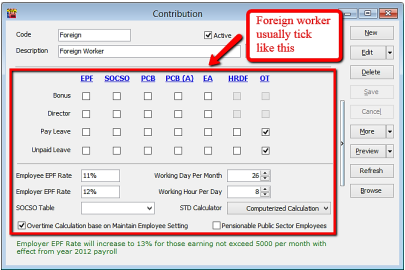 Contribution
Code Foreign Active
Description Foreign Worker
Foreign worker
usually tick
like this
EPF SOCSO PCB PCB (A) EA HRDF OT
Bonus
Director
Pay Leave
Unpaid Leave
Employee EPF Rate 11% Working Day Per Month 26
Employer EPF Rate 12% Working Hour Per Day 8
SOCSO Table STD Calculator Computerized Calculation
Overtime Calculation base on Maintain Employee Setting Pensionable Public Sector Employees
Employer EPF Rate will increase to 13% for those earning not exceed 5000 per month with
effect from year 2012 payroll
New
Edit
Delete
Save
Cancel
More
Preview
Refresh
Browse